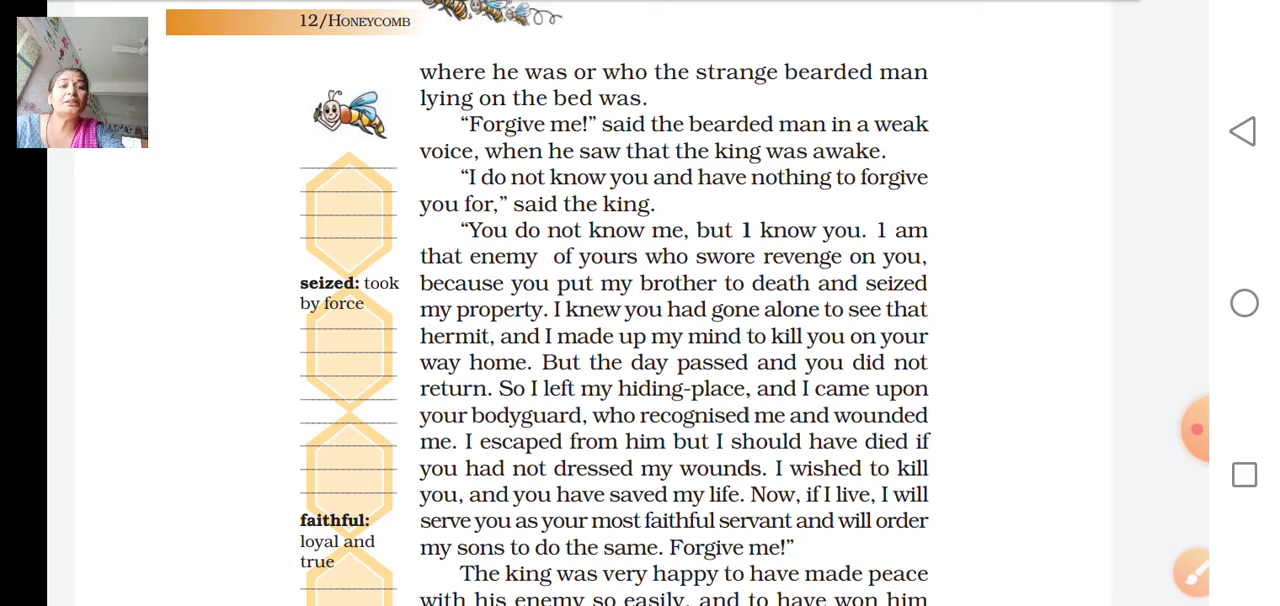 12/HONEYCOMB
where he was or who the strange bearded man
lying on the bed was.
“Forgive me!” said the bearded man in a weak
voice, when he saw that the king was awake.
“I do not know you and have nothing to forgive
you for,” said the king.
“You do not know me, but 1 know you. 1 am
that enemy of yours who swore revenge on you,
because you put my brother to death and seized
my property. I knew you had gone alone to see that
hermit, and I made up my mind to kill you on your
way home. But the day passed and you did not
return. So I left my hiding-place, and I came upon
your bodyguard, who recognised me and wounded
me. I escaped from him but I should have died if
you had not dressed my wounds. I wished to kill
you, and you have saved my life. Now, if I live, I will
serve you as your most faithful servant and will order
my sons to do the same. Forgive me!”
The king was very happy to have made peace
with his enemy so easily, and to have won him
seized: took
by force
faithful:
loyal and
true